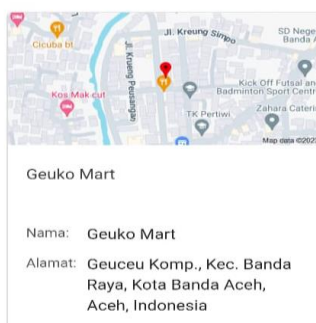 Cicuba bt
Jl. Kreung Simpo
SD Nege
Banda A
Jl. Krueng Peusangan
Kick Off Futsal an
Badminton Sport Centr
Kos Mak cut
Zahara Cateri
TK Pertiwi
Map data ©202
Geuko Mart
Nama: Geuko Mart
Alamat: Geuceu Komp., Kec. Banda
Raya, Kota Banda Aceh,
Aceh, Indonesia